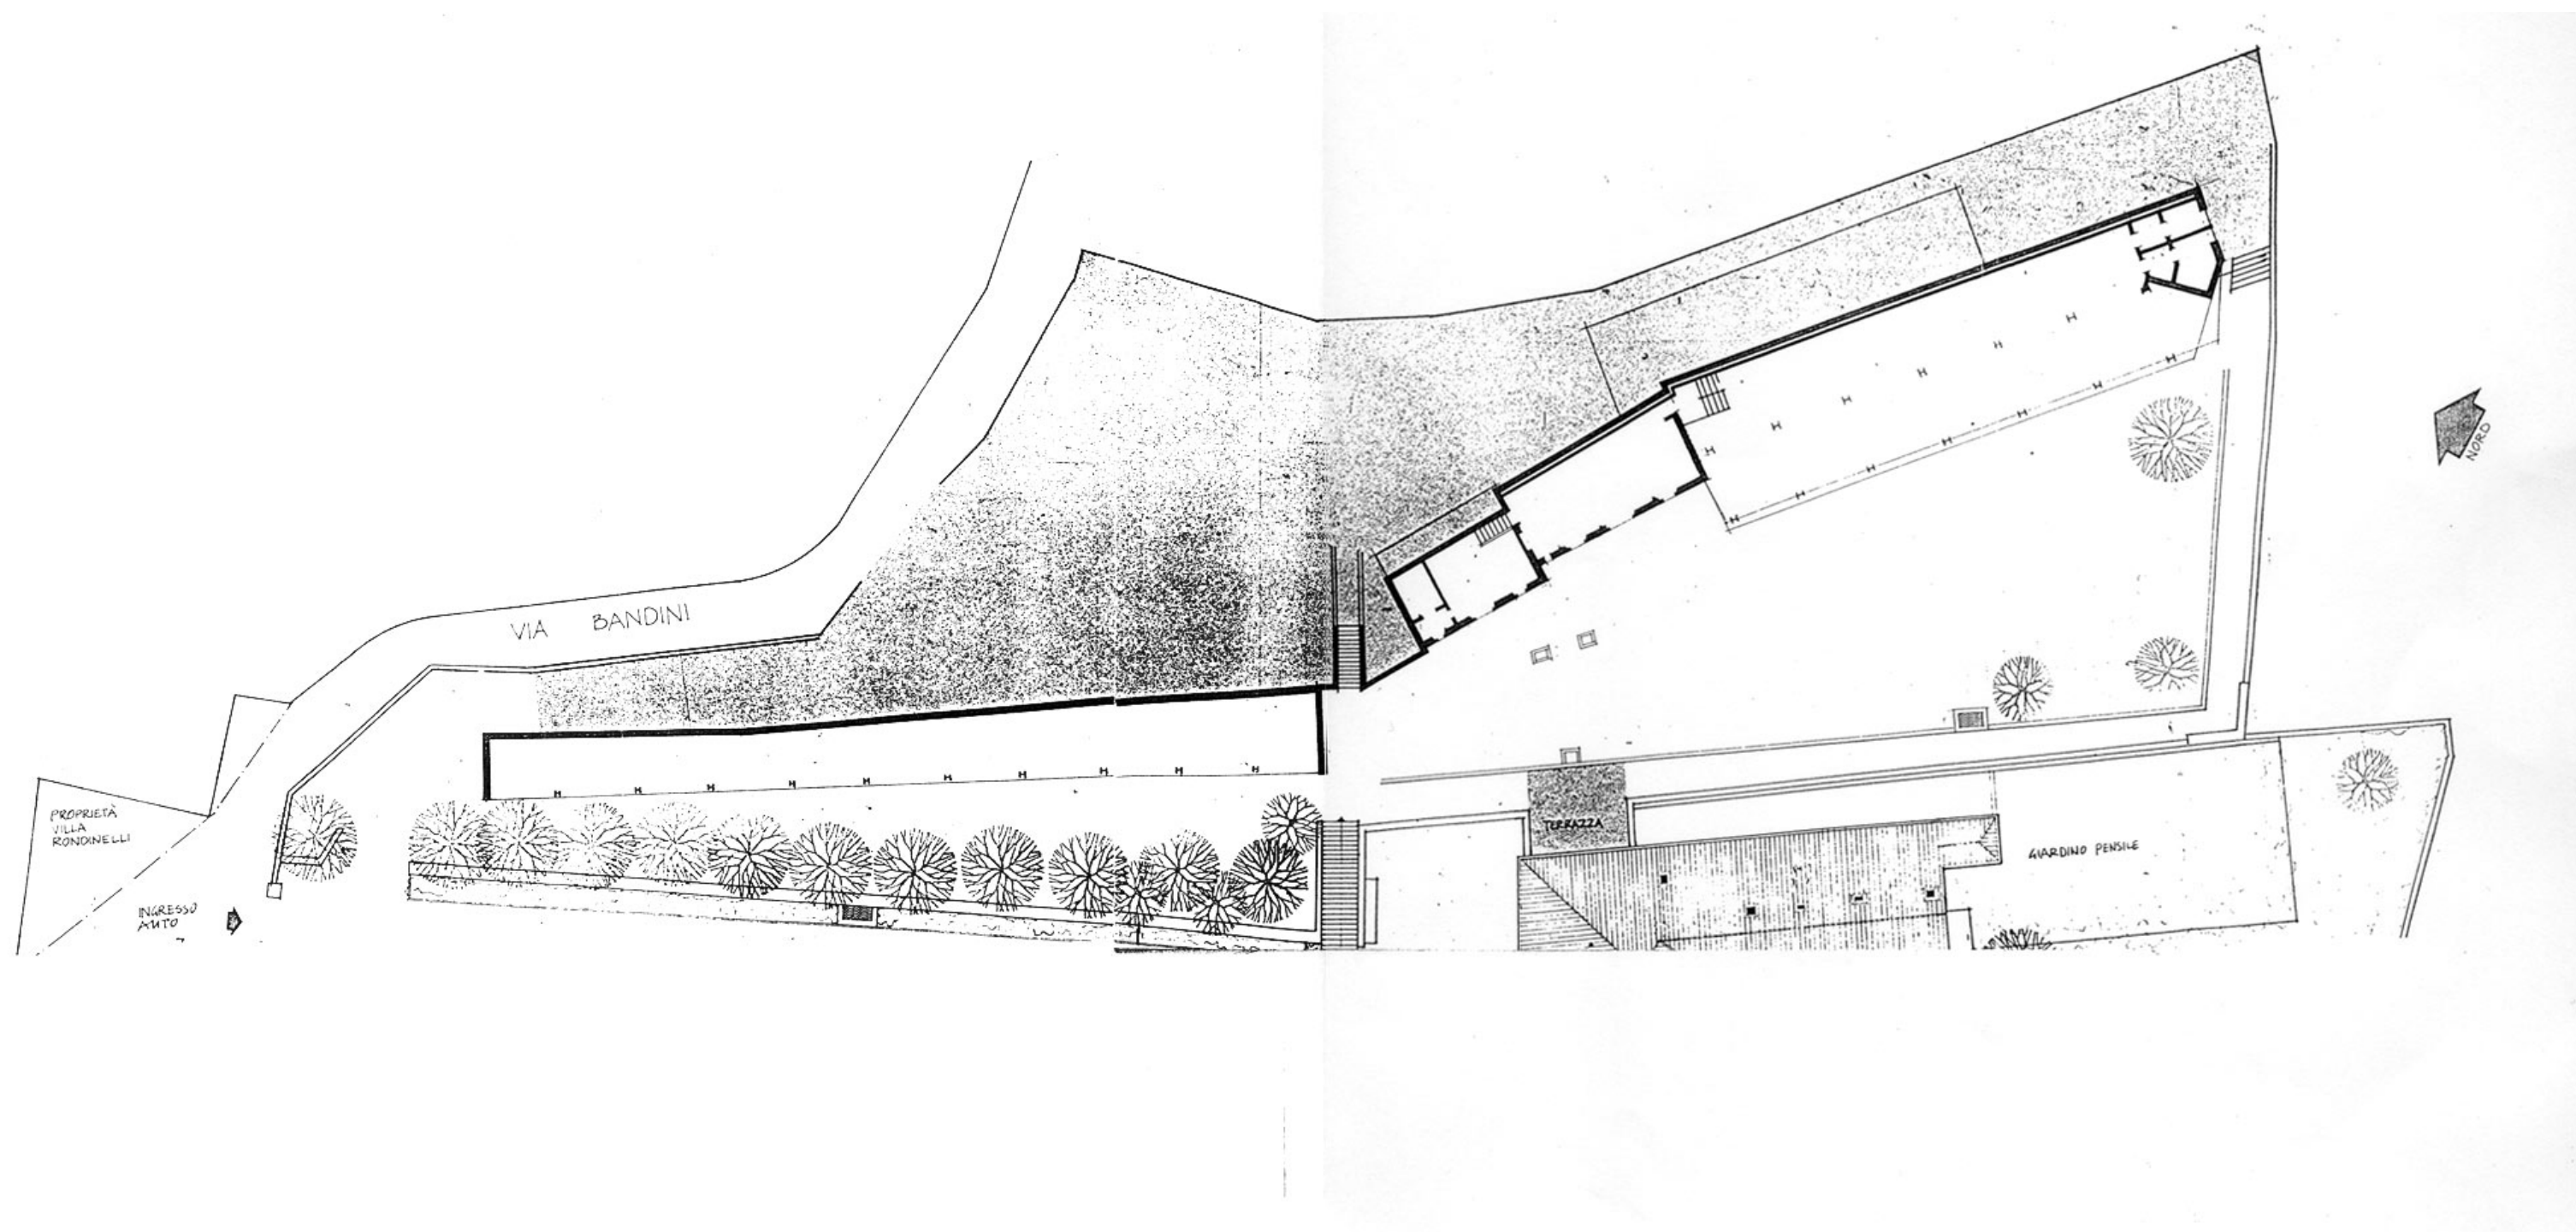 VIA BANDINI
NORD
PROPRIETÀ
VILLA
RONDINELLI
INGRESSO
AUTO
TERRAZZA
GIARDINO PENSILE